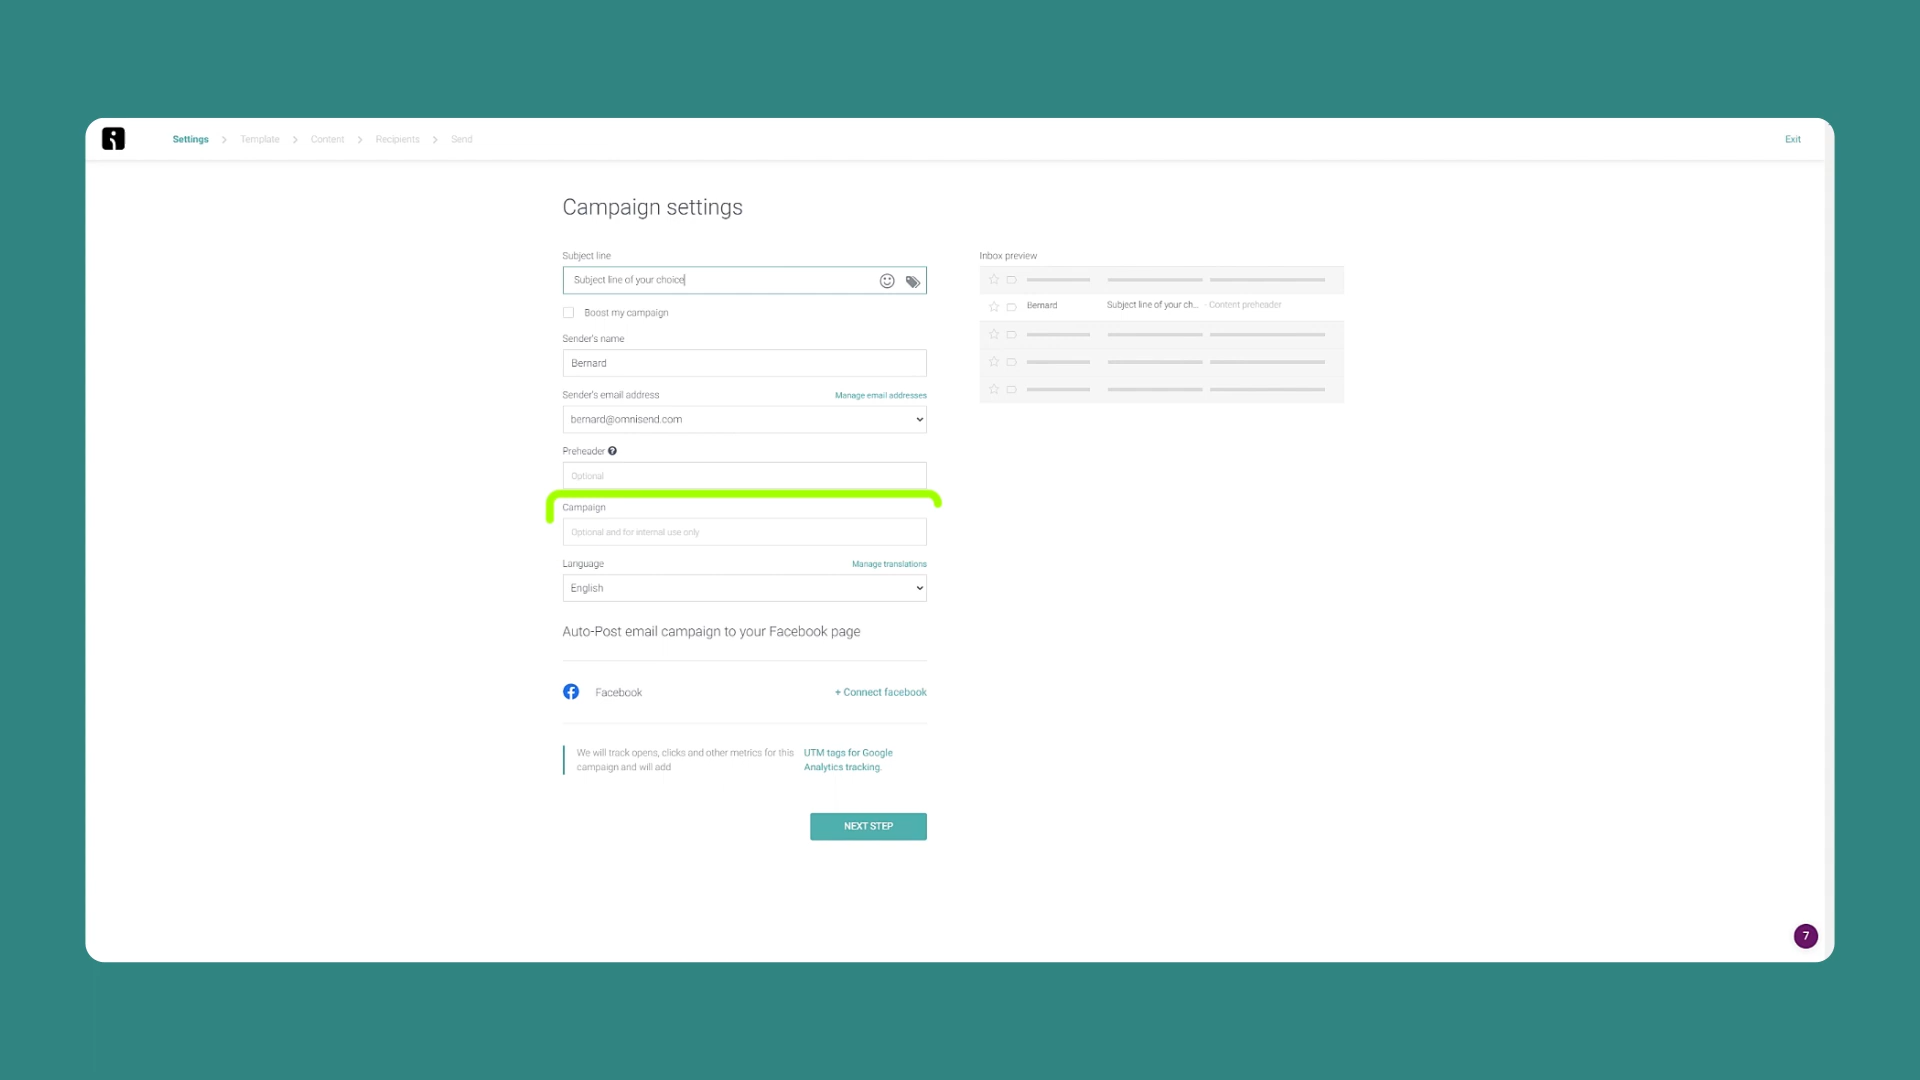 Settings
Template
Content
Recipients
Send
Exit
Campaign settings
Subject line
Subject line of your choice
Boost my campaign
Sender's name
Bernard
Sender's email address
Manage email addresses
bernard@omnisend.com
Preheader
Optional
Campaign
Optional and for internal use only
Language
Manage translations
English
Auto-Post email campaign to your Facebook page
Facebook
+ Connect facebook
We will track opens, clicks and other metrics for this
campaign and will add
UTM tags for Google
Analytics tracking.
NEXT STEP
Inbox preview
Bernard
Subject line of your ch...
- Content preheader
7